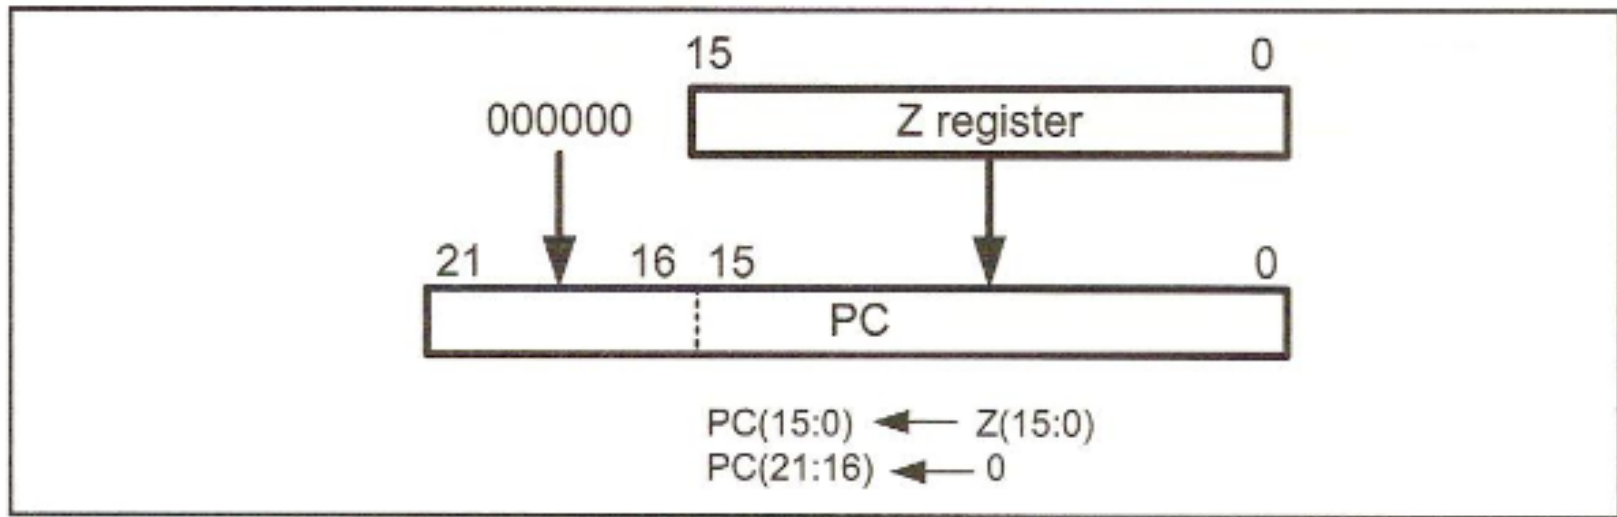 15 0
000000 Z register
21 16 15 0
PC
PC(15:0) ← Z(15:0)
PC(21:16) ← 0